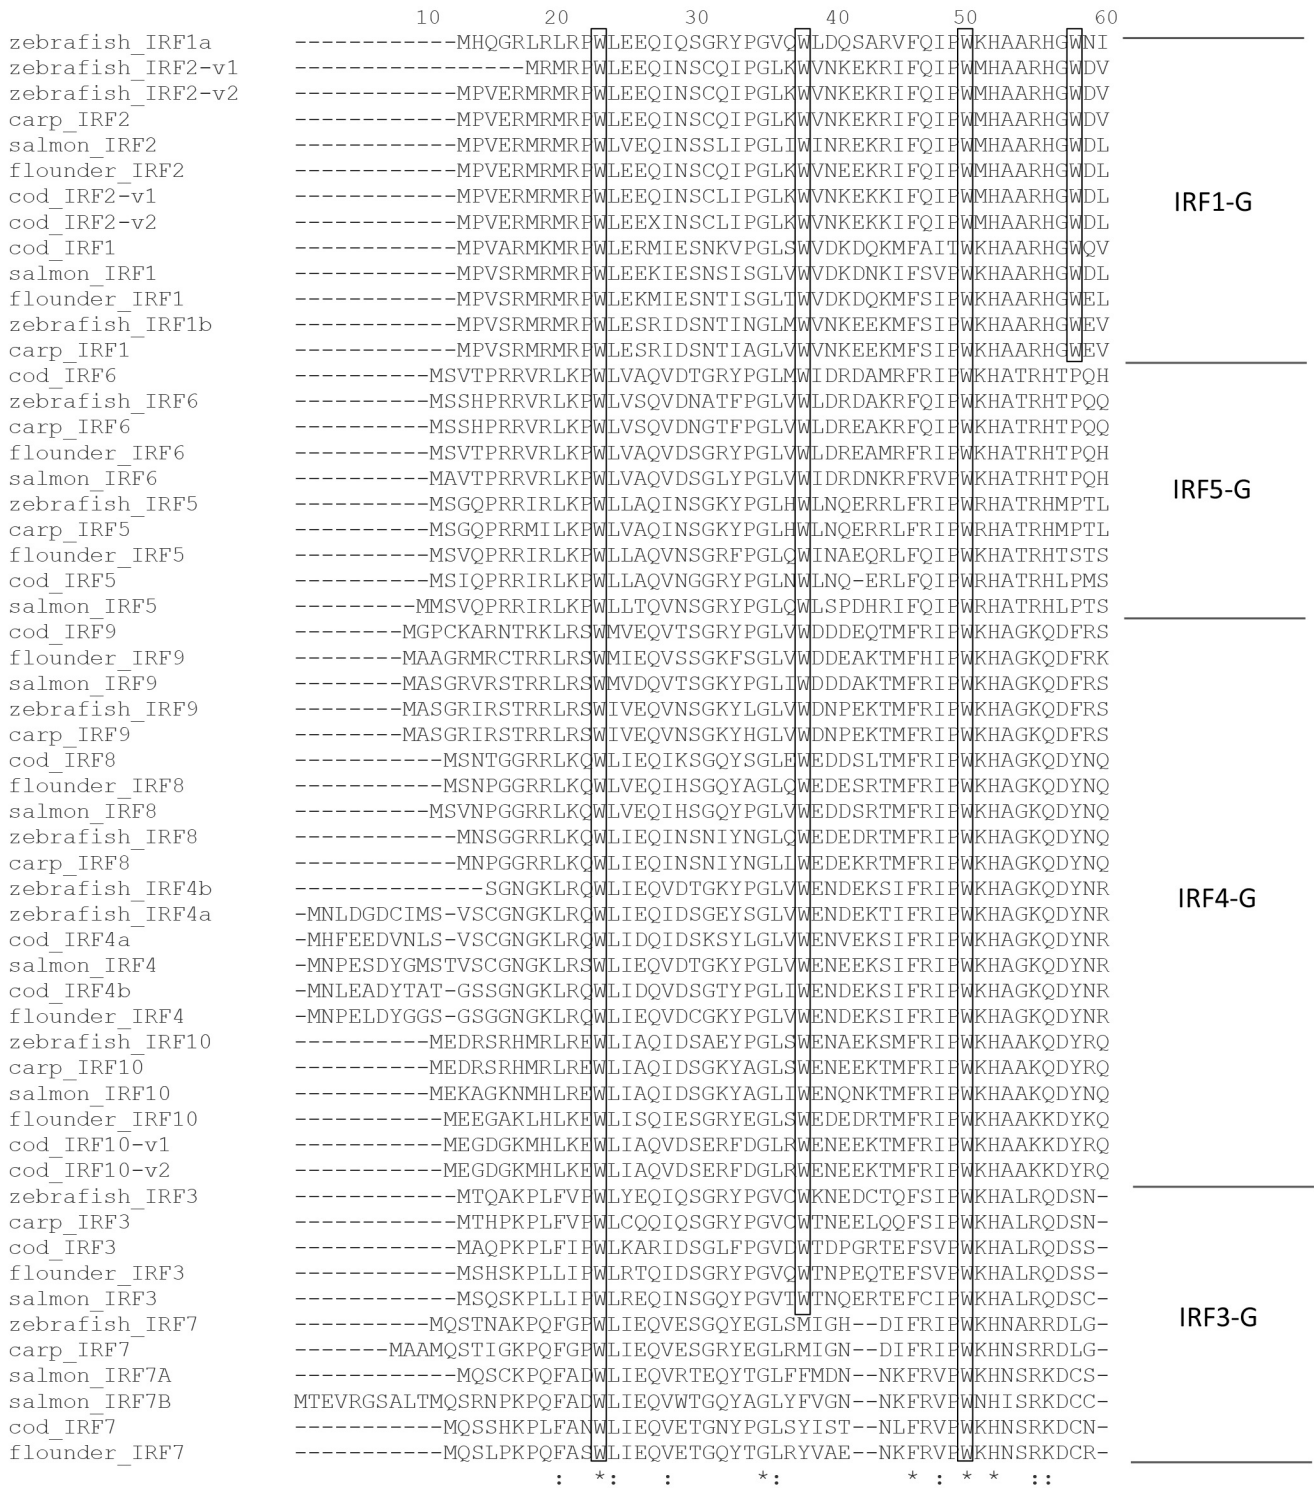 10 20 30 40 50 60
zebrafish_IRF1a ------------MHQGRLRLRPWLEEQIQSGRYPGVQWLDQSARVFQIPWKHAARHGWNI
zebrafish_IRF2-v1 -----------------MRMRPWLEEQINSCQIPGLKWVNKEKRIFQIPWMHAARHGWDV
zebrafish_IRF2-v2 ------------MPVERMRMRPWLEEQINSCQIPGLKWVNKEKRIFQIPWMHAARHGWDV
carp_IRF2 ------------MPVERMRMRPWLEEQINSCQIPGLKWVNKEKRIFQIPWMHAARHGWDV
salmon_IRF2 ------------MPVERMRMRPWLVEQINSSLIPGLIWINREKRIFQIPWMHAARHGWDL
flounder_IRF2 ------------MPVERMRMRPWLEEQINSCQIPGLKWVNEEKRIFQIPWMHAARHGWDL
cod_IRF2-v1 ------------MPVERMRMRPWLEEQINSCLIPGLKWVNKEKKIFQIPWMHAARHGWDL
cod_IRF2-v2 ------------MPVERMRMRPWLEEXINSCLIPGLKWVNKEKKIFQIPWMHAARHGWDL
cod_IRF1 ------------MPVARMKMRPWLERMIESNKVPGLSWVDKDQKMFAITWKHAARHGWQV
salmon_IRF1 ------------MPVSRMRMRPWLEEKIESNSISGLVWVDKDNKIFSVPWKHAARHGWDL
flounder_IRF1 ------------MPVSRMRMRPWLEKMIESNTISGLTWVDKDQKMFSIPWKHAARHGWEL
zebrafish_IRF1b ------------MPVSRMRMRPWLESRIDSNTINGLMWVNKEEKMFSIPWKHAARHGWEV
carp_IRF1 ------------MPVSRMRMRPWLESRIDSNTIAGLVWVNKEEKMFSIPWKHAARHGWEV
IRF1-G
cod_IRF6 ----------MSVTPRRVRLKPWLVAQVDTGRYPGLMWIDRDAMRFRIPWKHATRHTPQH
zebrafish_IRF6 ----------MSSHPRRVRLKPWLVSQVDNATFPGLVWLDRDAKRFQIPWKHATRHTPQQ
carp_IRF6 ----------MSSHPRRVRLKPWLVSQVDNGTFPGLVWLDREAKRFQIPWKHATRHTPQQ
flounder_IRF6 ----------MSVTPRRVRLKPWLVAQVDSGRYPGLVWLDREAMRFRIPWKHATRHTPQH
salmon_IRF6 ----------MAVTPRRVRLKPWLVAQVDSGLYPGLVWIDRDNKRFRVPWKHATRHTPQH
zebrafish_IRF5 ----------MSGQPRRIRLKPWLLAQINSGKYPGLHWLNQERRLFRIPWRHATRHMPTL
carp_IRF5 ----------MSGQPRRMILKPWLLAQINSGKYPGLHWLNQERRLFRIPWRHATRHMPTL
flounder_IRF5 ----------MSVQPRRIRLKPWLLAQVNSGRFPGLQWINAEQRLFQIPWRHATRHTSTS
cod_IRF5 ----------MSIQPRRIRLKPWLLAQVNGGRYPGLNWLNQ-ERLFQIPWRHATRHLPMS
salmon_IRF5 ---------MMSVQPRRIRLKPWLLTQVNSGRYPGLQWLSPDHRIFQIPWRHATRHLPTS
IRF5-G
cod_IRF9 --------MGPCKARNTRKLRSWMVEQVTSGRYPGLVWDDDEQTMFRIPWKHAGKQDFRS
flounder_IRF9 --------MAAGRMRCTRRLRSWMIEQVSSGKFSGLVWDDEAKTMFHIPWKHAGKQDFRK
salmon_IRF9 --------MASGRVRSTRRLRSWMVDQVTSGKYPGLIWDDDAKTMFRIPWKHAGKQDFRS
zebrafish_IRF9 --------MASGRIRSTRRLRSWIVEQVNSGKYLGLVWDNPEKTMFRIPWKHAGKQDFRS
carp_IRF9 --------MASGRIRSTRRLRSWIVEQVNSGKYHGLVWDNPEKTMFRIPWKHAGKQDFRS
cod_IRF8 -----------MSNTGGRRLKQWLIEQIKSGQYSGLEWEDDSLTMFRIPWKHAGKQDYNQ
flounder_IRF8 -----------MSNPGGRRLKQWLVEQIHSGQYAGLQWEDESRTMFRIPWKHAGKQDYNQ
salmon_IRF8 ----------MSVNPGGRRLKQWLVEQIHSGQYPGLVWEDDSRTMFRIPWKHAGKQDYNQ
zebrafish_IRF8 ------------MNSGGRRLKQWLIEQINSNIYNGLQWEDEDRTMFRIPWKHAGKQDYNQ
carp_IRF8 ------------MNPGGRRLKQWLIEQINSNIYNGLIWEDEKRTMFRIPWKHAGKQDYNQ
zebrafish_IRF4b --------------SGNGKLRQWLIEQVDTGKYPGLVWENDEKSIFRIPWKHAGKQDYNR
zebrafish_IRF4a -MNLDGDCIMS-VSCGNGKLRQWLIEQIDSGEYSGLVWENDEKTIFRIPWKHAGKQDYNR
cod_IRF4a -MHFEEDVNLS-VSCGNGKLRQWLIDQIDSKSYLGLVWENVEKSIFRIPWKHAGKQDYNR
salmon_IRF4 -MNPESDYGMSTVSCGNGKLRSWLIEQVDTGKYPGLVWENEEKSIFRIPWKHAGKQDYNR
cod_IRF4b -MNLEADYTAT-GSSGNGKLRQWLIDQVDSGTYPGLIWENDEKSIFRIPWKHAGKQDYNR
flounder_IRF4 -MNPELDYGGS-GSGGNGKLRQWLIEQVDCGKYPGLVWENDEKSIFRIPWKHAGKQDYNR
zebrafish_IRF10 ----------MEDRSRHMRLREWLIAQIDSAEYPGLSWENAEKSMFRIPWKHAAKQDYRQ
carp_IRF10 ----------MEDRSRHMRLREWLIAQIDSGKYAGLSWENEEKTMFRIPWKHAAKQDYRQ
salmon_IRF10 ----------MEKAGKNMHLREWLIAQIDSGKYAGLIWENQNKTMFRIPWKHAAKQDYNQ
flounder_IRF10 -----------MEEGAKLHLKEWLISQIESGRYEGLSWEDEDRTMFRIPWKHAAKKDYKQ
cod_IRF10-v1 -----------MEGDGKMHLKEWLIAQVDSERFDGLRWENEEKTMFRIPWKHAAKKDYRQ
cod_IRF10-v2 -----------MEGDGKMHLKEWLIAQVDSERFDGLRWENEEKTMFRIPWKHAAKKDYRQ
IRF4-G
zebrafish_IRF3 ------------MTQAKPLFVPWLYEQIQSGRYPGVCWKNEDCTQFSIPWKHALRQDSN-
carp_IRF3 ------------MTHPKPLFVPWLCQQIQSGRYPGVCWTNEELQQFSIPWKHALRQDSN-
cod_IRF3 ------------MAQPKPLFIPWLKARIDSGLFPGVDWTDPGRTEFSVPWKHALRQDSS-
flounder_IRF3 ------------MSHSKPLLIPWLRTQIDSGRYPGVQWTNPEQTEFSVPWKHALRQDSS-
salmon_IRF3 ------------MSQSKPLLIPWLREQINSGQYPGVTWTNQERTEFCIPWKHALRQDSC-
zebrafish_IRF7 ----------MQSTNAKPQFGPWLIEQVESGQYEGLSMIGH--DIFRIPWKHNARRDLG-
carp_IRF7 -------MAAMQSTIGKPQFGPWLIEQVESGRYEGLRMIGN--DIFRIPWKHNSRRDLG-
salmon_IRF7A ----------MQSCKPKPQFADWLIEQVRTEQYTGLFFMDN--NKFRVPWKHNSRKDCS-
salmon_IRF7B MTEVRGSALTMQSRNPKPQFADWLIEQVWTGQYAGLYFVGN--NKFRVPWNHISRKDCC-
cod_IRF7 ----------MQSSHKPLFANWLIEQVETGNYPGLSYIST--NLFRVPWKHNSRKDCN-
flounder_IRF7 ----------MQSLPKPQFASWLIEQVETGQYTGLRYVAE--NKFRVPWKHNSRKDCR-
IRF3-G
: *: : *: * : * * ::